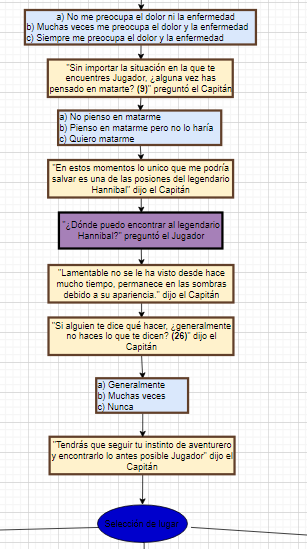 a) No me preocupa el dolor ni la enfermedad
b) Muchas veces me preocupa el dolor y la enfermedad
c) Siempre me preocupa el dolor y la enfermedad
"Sin importar la situación en la que te
encuentres Jugador, ¿alguna vez has
pensado en matarte? (9)" preguntó el Capitán
a) No pienso en matarme
b) Pienso en matarme pero no lo haría
c) Quiero matarme
"En estos momentos lo unico que me podría
salvar es una de las posiones del legendario
Hannibal" dijo el Capitán
"¿Dónde puedo encontrar al legendario
Hannibal?" preguntó el Jugador
"Lamentable no se le ha visto desde hace
mucho tiempo, permanece en las sombras
debido a su apariencia." dijo el Capitán
"Si alguien te dice qué hacer, ¿generalmente
no haces lo que te dicen? (26)" dijo el
Capitán
a) Generalmente
b) Muchas veces
c) Nunca
"Tendrás que seguir tu instinto de aventurero
y encontrarlo lo antes posible Jugador" dijo el
Capitán
Selección de lugar